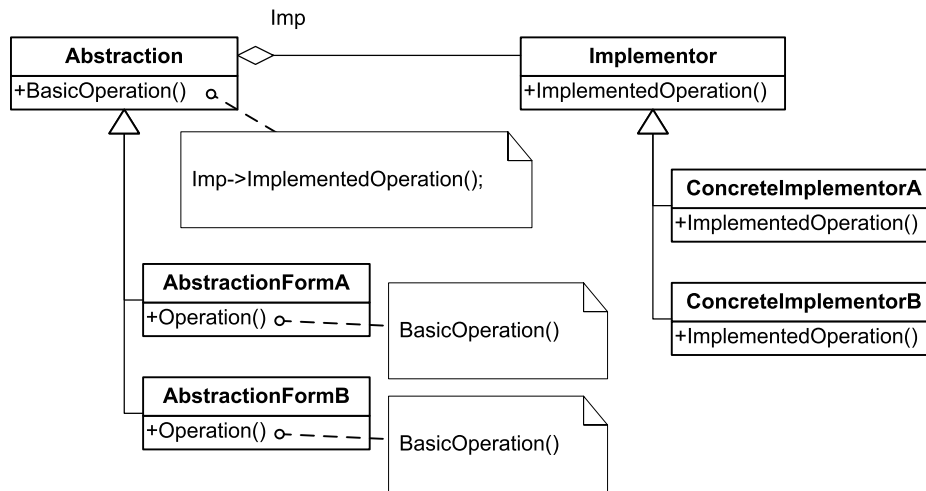 Imp
Abstraction
+BasicOperation()
Implementor
+ImplementedOperation()
Imp->ImplementedOperation();
ConcreteImplementorA
+ImplementedOperation()
AbstractionFormA
+Operation()
BasicOperation()
ConcreteImplementorB
+ImplementedOperation()
AbstractionFormB
+Operation()
BasicOperation()